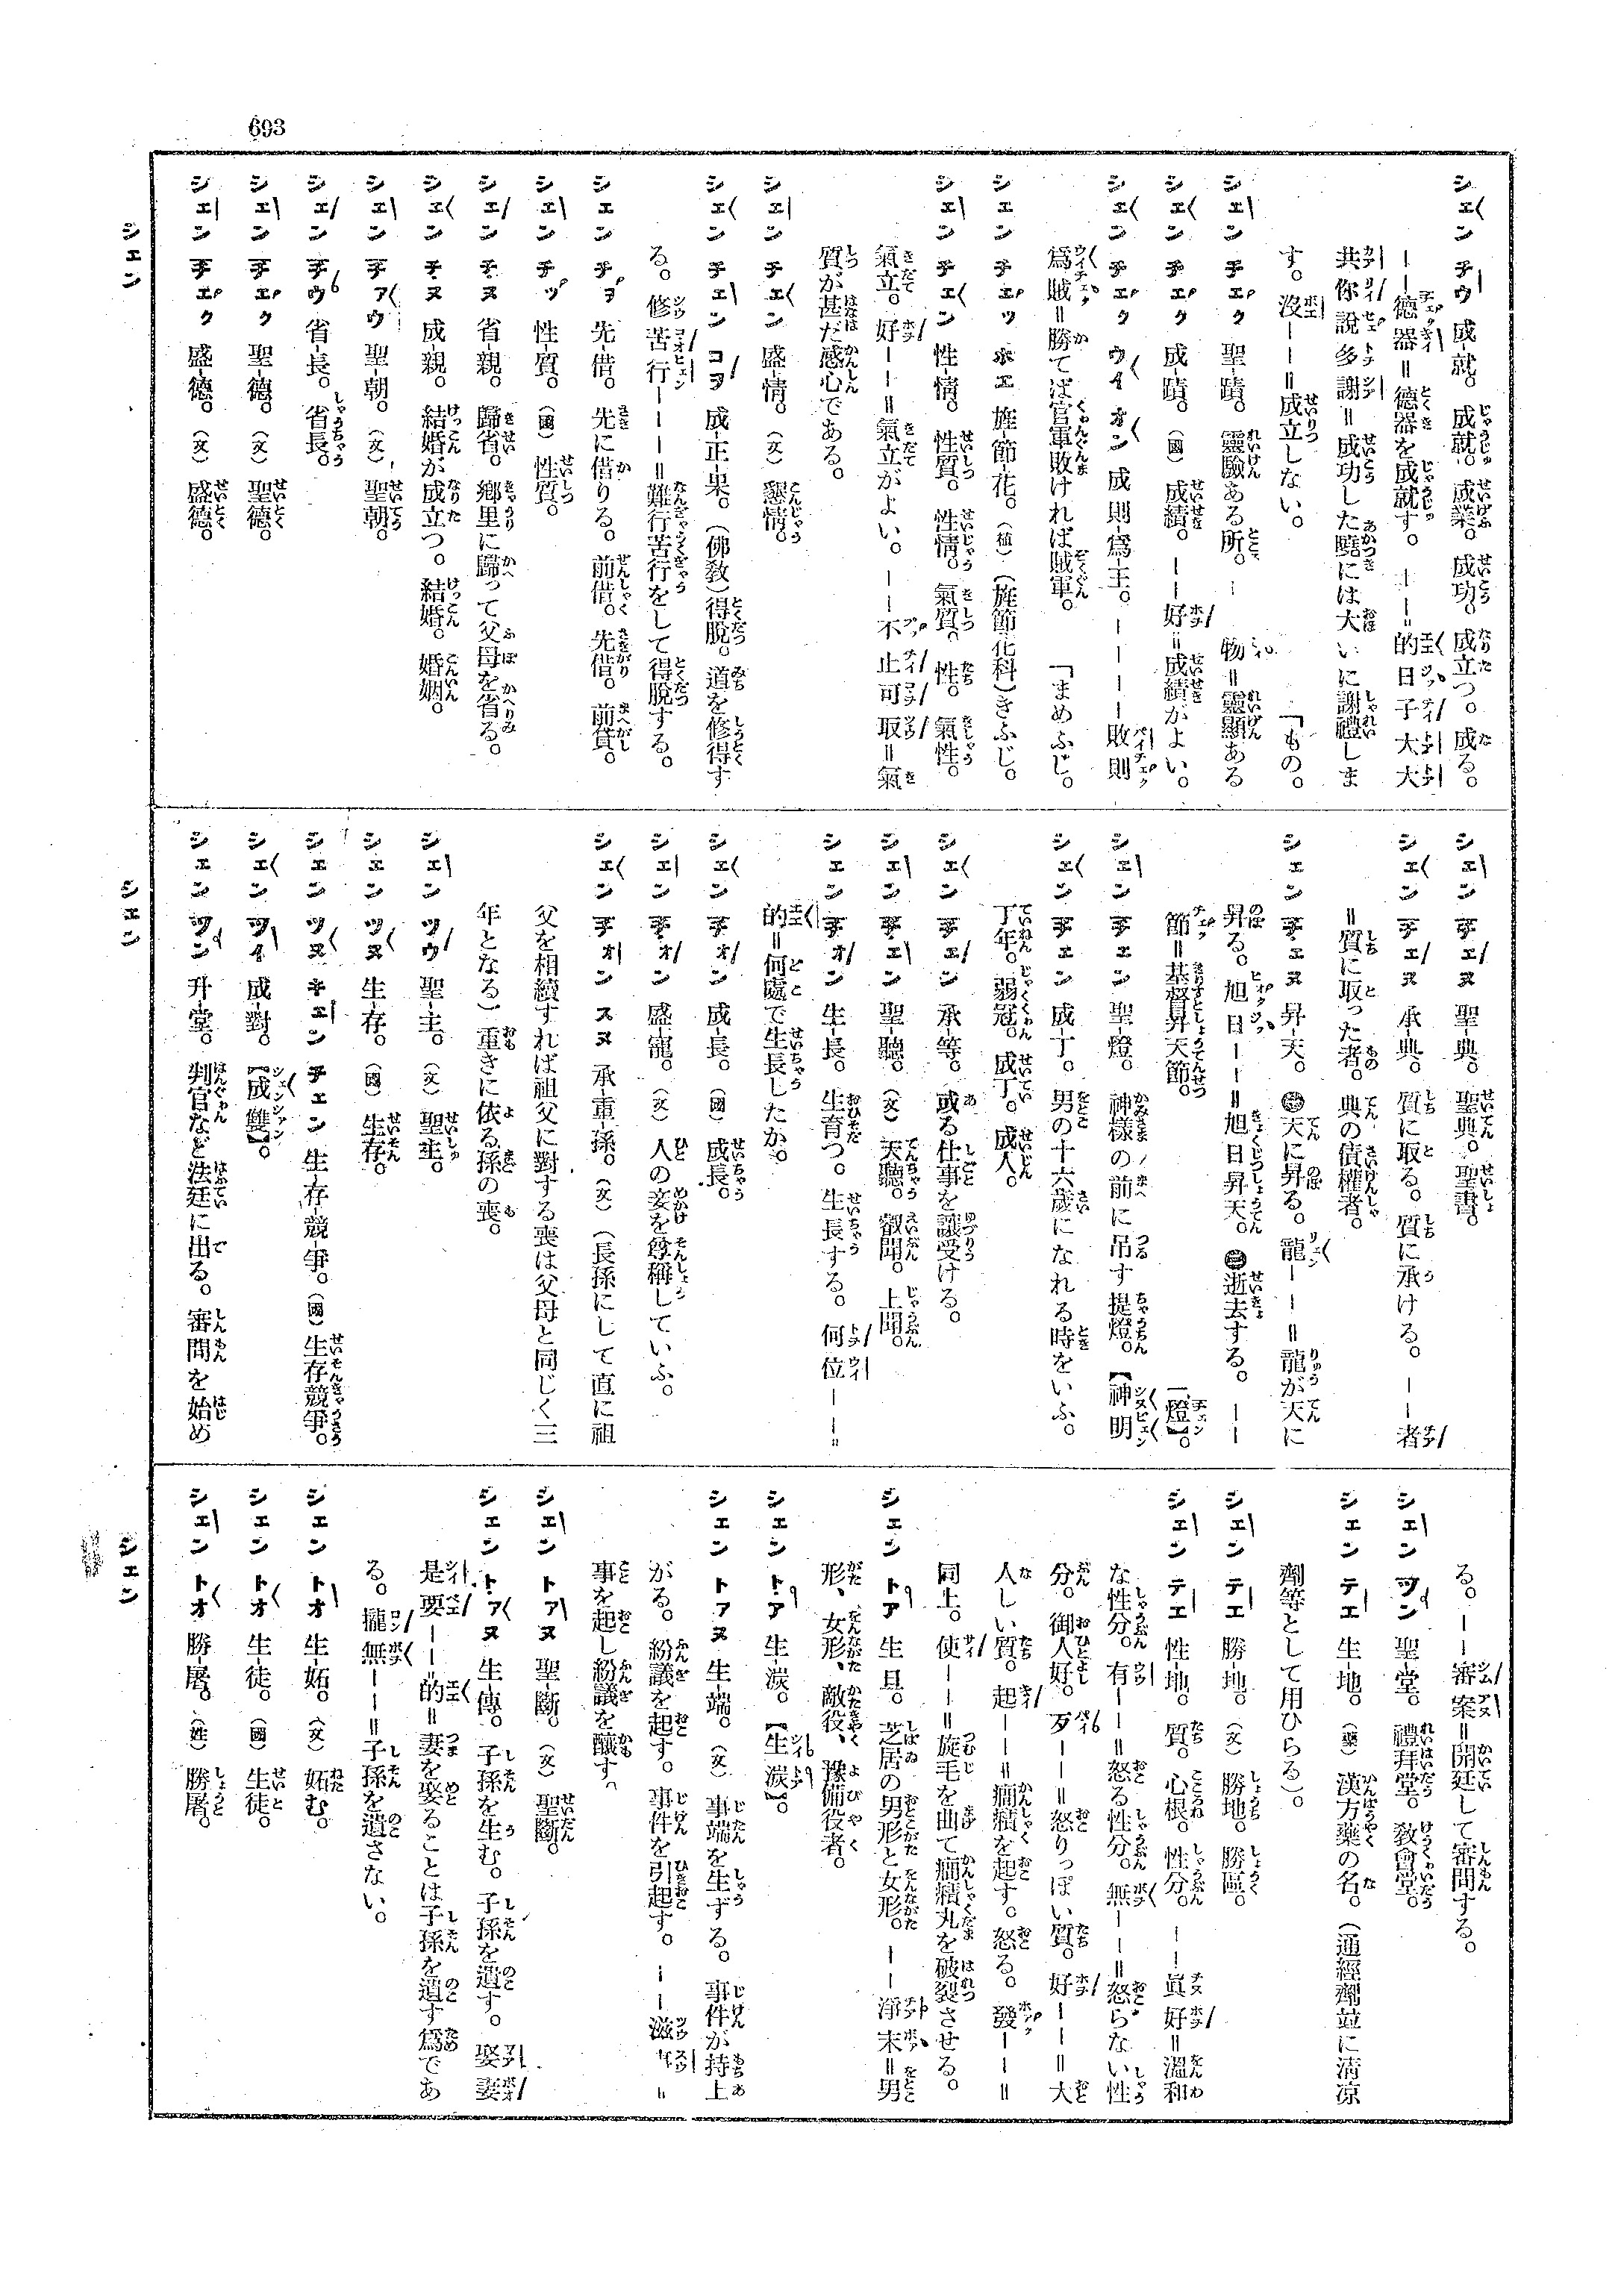 693
シエン チウ 成-就。 成就。成業。成功。成立つ。成る。
｜｜德器＝德器を成就す。 ｜｜的日子大大
共你說多謝＝成功した曉には大いに謝禮しま
す。 沒｜｜＝成立しない。 「もの。
シエン チエク 聖-蹟。 靈驗ある所。 ｜物＝靈顯ある
シエン チエク 成-蹟。（國） 成績。 ｜｜好＝成績がよい。
シエン チエク ウイ オン 成則-爲-王。 ｜｜｜｜敗則
爲賊＝勝てば官軍敗ければ賊軍。 「まめふじ。
シエン チエツ ホエ 旌-節-花。（植）（旌節花科）きふじ。
シエン チエン 性-情。 性質。性情。氣質。性。氣性。
氣立。好｜｜＝氣立がよい。｜｜不止可取＝氣
質が甚だ感心である。
シエン チエン 盛-情。（文） 懇情。
シエン チエン コヲ 成-正-果。（佛敎）得脫。道を修得す
る。修苦行｜｜｜＝難行苦行をして得脫する。
シエン チヲ 先-借。 先に借りる。前借。先借。前貸。
シエン チツ 性-質。（國） 性質。
シエン チヌ 省-親。 歸省。鄉里に歸って父母を省る。
シエン チヌ 成-親。 結婚が成立つ。結婚。婚姻。
シエン チアウ 聖-朝。（文） 聖朝。
シエン チウ 省-長。 省長。
シエン チエク 聖-德。（文） 聖德。
シエン チエク 盛-德。（文） 盛德。
シエン
シエン チエヌ 聖-典。 聖典。聖書。
シエン チエヌ 承-典。 質に取る。質に承ける。 ｜｜者
＝質に取った者。典の債權者。
シエン チエヌ 昇-天。 ㊀天に昇る。龍｜｜＝龍が天に
昇る。旭日｜｜＝旭日昇天。 ㊁逝去する。 ｜｜
節＝基督昇天節。 「燈】。
シエン チエン 聖-燈。 神樣ノ前に吊す提燈。【神明
シエン チエン 成-丁。 男の十六歲になれる時をいふ。
丁年。弱冠。成丁。成人。
シエン チエン 承-等。 或る仕事を讓受ける。
シエン チエン 聖-聽。（文） 天聽。叡聞。上聞。
シエン チオン 生-長。 生育つ。生長する。何位｜｜＝
的＝何處で生長したか。
シエン チオン 成-長。（國） 成長。
シエン チオン 盛-寵。（文） 人の妾を尊稱していふ。
シエン チオン スヌ 承-重-孫。（文）（長孫にして直に祖
父を相續すれば祖父に對する喪は父母と同じく三
年となる）重きに依る孫の喪。
シエン ツウ 聖-主。（文） 聖主。
シエン ツヌ 生-存。（國） 生存。
シエン ツヌ キエン チエン 生-存-競-爭。（國） 生存競爭。
シエン ツイ 成-對。 【成雙】。
シエン ツン 升-堂。 判官など法廷に出る。審問を始め
シエン
る。｜｜審案＝開廷して審問する。
シエン ツン 聖-堂。 禮拜堂。敎會堂。
シエン テエ 生-地。（藥） 漢方藥の名。（通經劑竝に淸涼
劑等として用ひらる）。
シエン テエ 勝-地。（文） 勝地。勝區。
シエン テエ 性-地。 質。心根。性分。｜｜眞好＝溫和
な性分。有｜｜＝怒る性分。無｜｜＝怒らない性
分。御人好。歹｜｜＝怒りっぽい質。好｜｜＝大
人しい質。起｜｜＝癇癪を起す。怒る。發｜｜＝
同上。使｜｜＝旋毛を曲て癇癪丸を破裂させる。
シエン トア 生旦。 芝居の男形と女形。｜｜淨末＝男
形、女形、敵役、豫備役者。
シエン トア 生-湠。 【生湠】。
シエン トアヌ 生-端。（文） 事端を生ずる。事件が持上
がる。紛議を起す。事件を引起す。｜｜滋事＝
事を起し紛議を釀す。
シエン トアヌ 聖-斷。（文） 聖斷。
シエン トアヌ 生-傳。 子孫を生む。子孫を遺す。娶妻
是要｜｜的＝妻を娶ることは子孫を遺す爲であ
る。攏無｜｜＝子孫を遺さない。
シエン トオ 生-妬。（文） 妬む。
シエン トオ 生-徒。（國） 生徒。
シエン トオ 勝-屠。（姓） 勝屠。
シエン